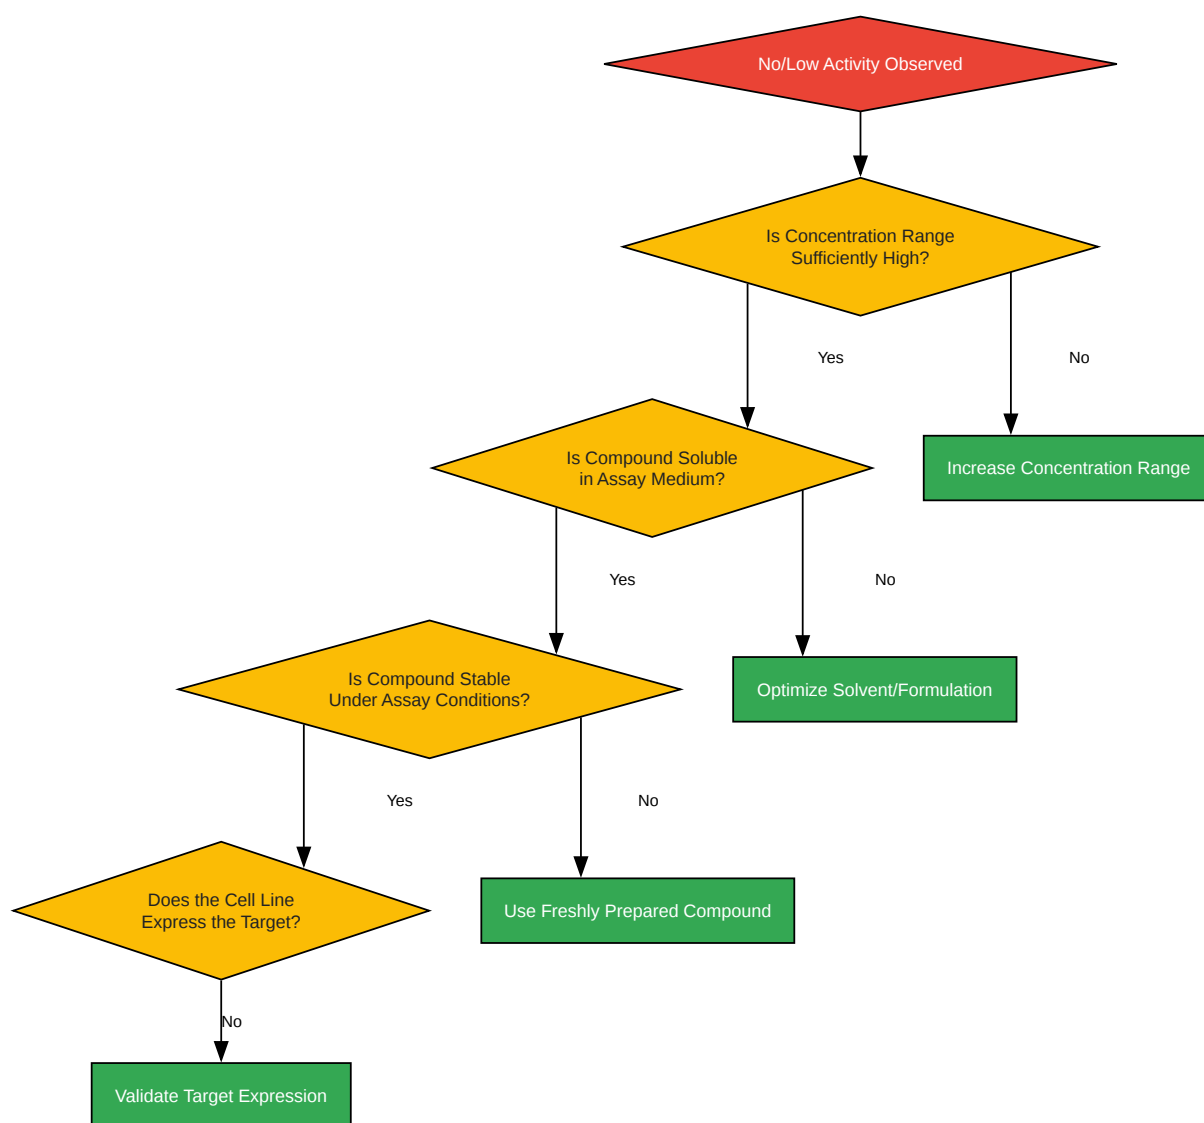 No/Low Activity Observed
Is Concentration Range
Sufficiently High?
Yes
No
Is Compound Soluble
in Assay Medium?
Increase Concentration Range
Yes
No
Is Compound Stable
Under Assay Conditions?
Optimize Solvent/Formulation
Yes
No
Does the Cell Line
Express the Target?
Use Freshly Prepared Compound
No
Validate Target Expression